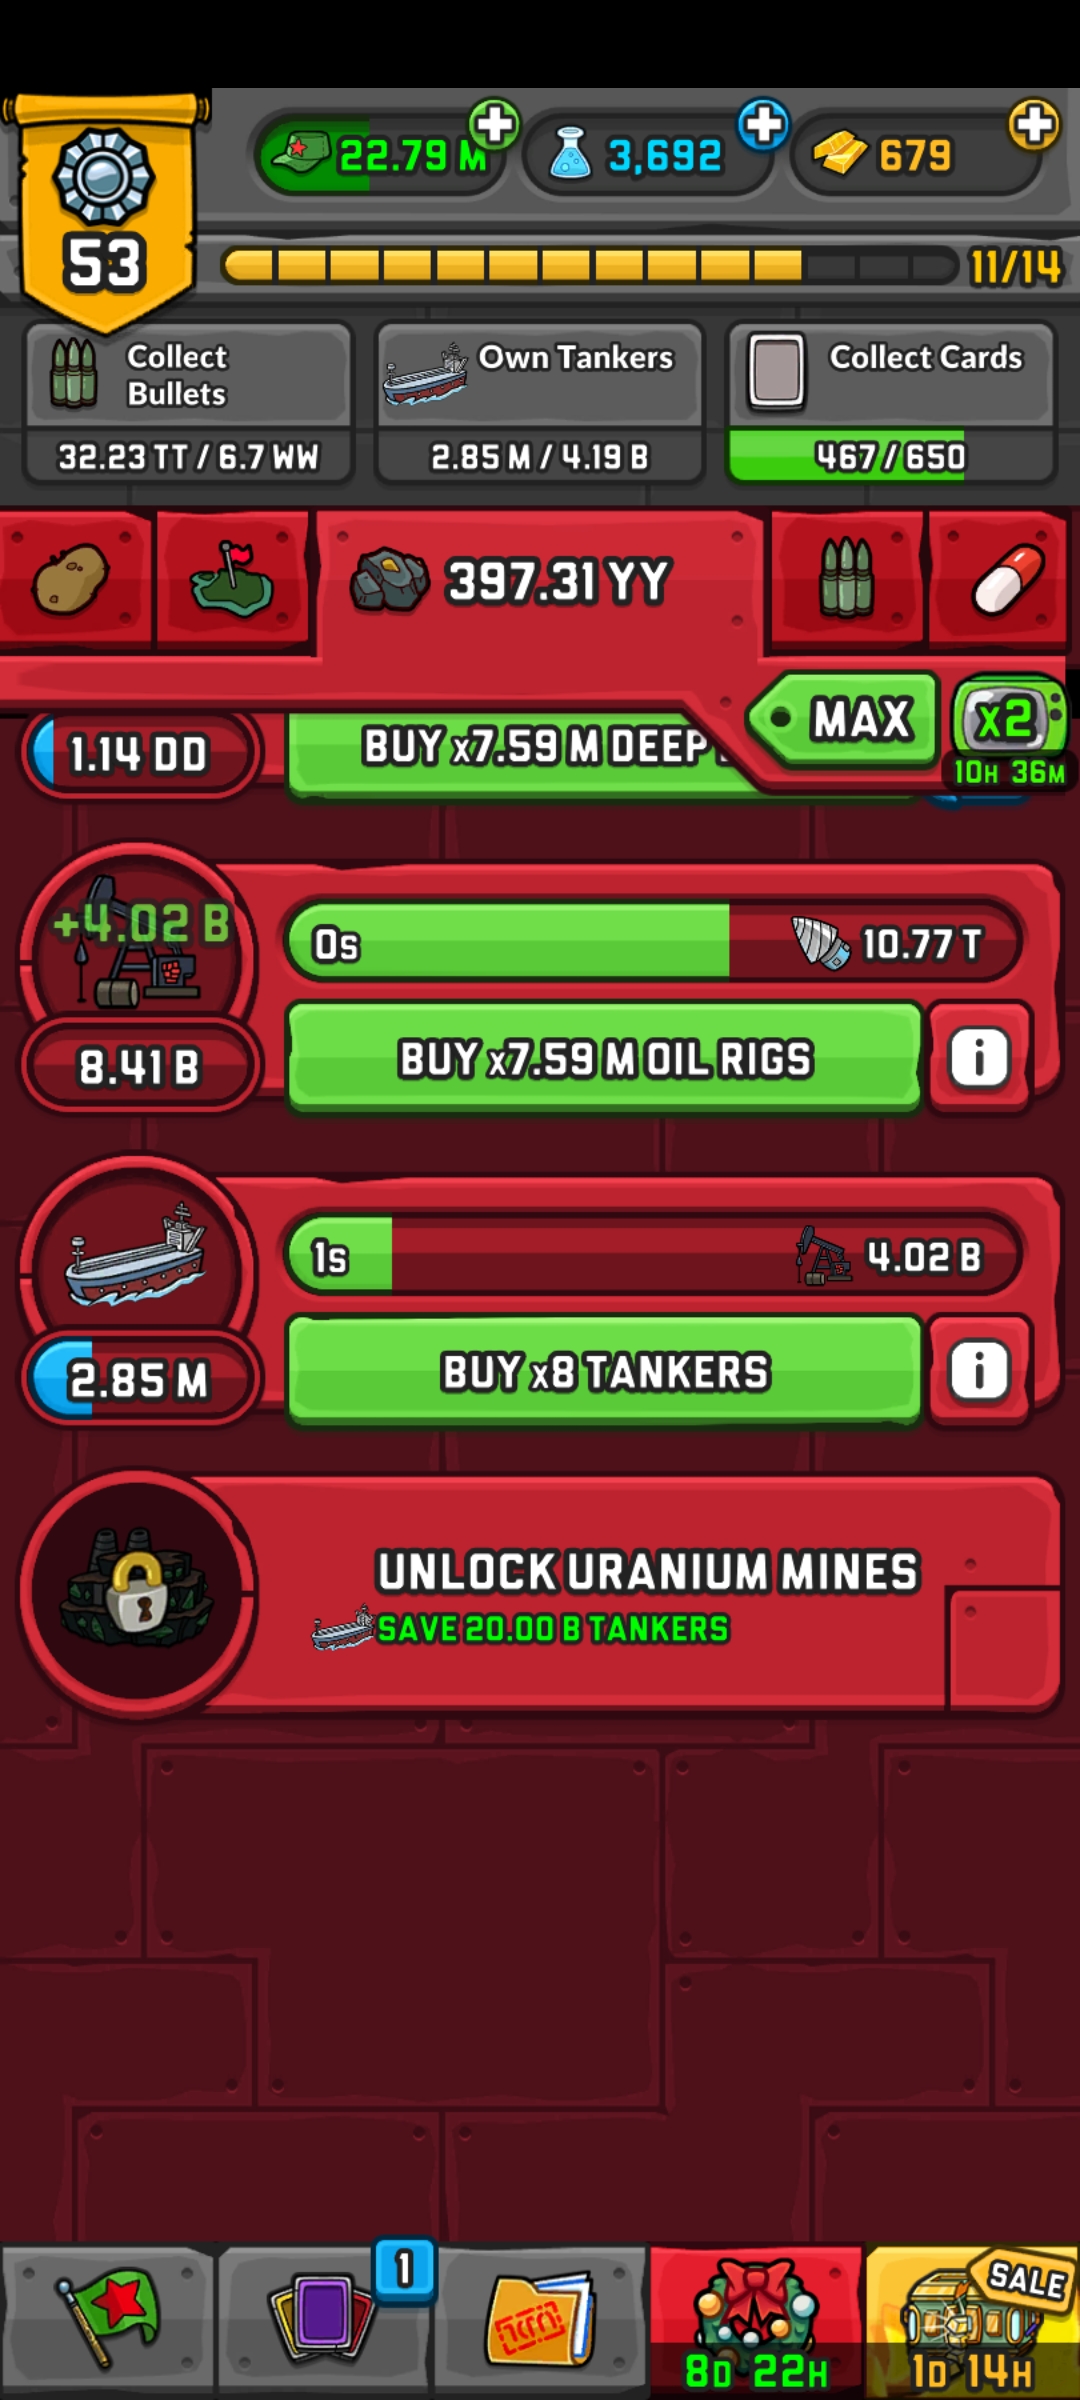 22.79 M
3,692
679
53
11/14
Collect
Bullets
32.23 TT / 6.7 WW
Own Tankers
2.85 M / 4.19 B
Collect Cards
467 / 650
397.31 YY
MAX
x2
10H 36M
1.14 DD
BUY x7.59 M DEEP
+4.02 B
0s
10.77 T
8.41 B
BUY x7.59 M OIL RIGS
i
1s
4.02 B
2.85 M
BUY x8 TANKERS
i
UNLOCK URANIUM MINES
SAVE 20.00 B TANKERS
1
SALE
8D 22H
1D 14H